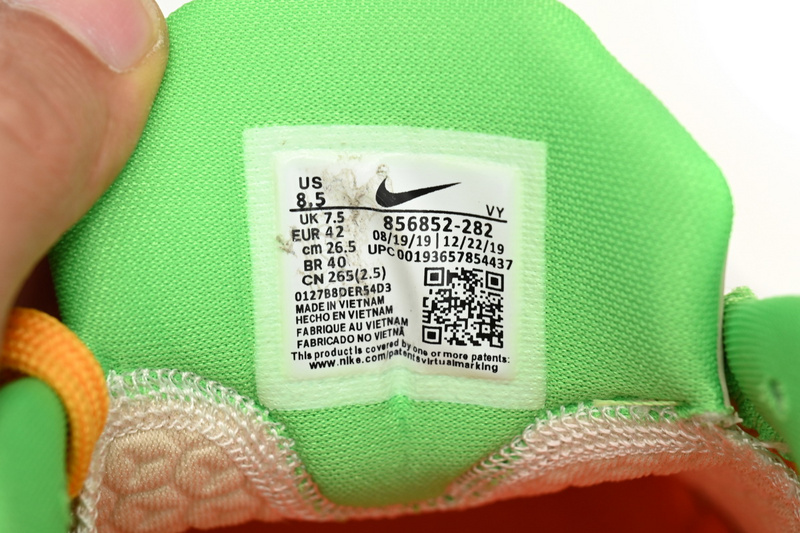 US
8.5
VY
UK 7.5
EUR 42
cm 26.5
BR 40
CN 265(2.5)
856852-282
08/19/19 | 12/22/19
UPC 00193657854437
0127B8DER54D3
MADE IN VIETNAM
HECHO EN VIETNAM
FABRIQUE AU VIETNAM
FABRICADO NO VIETNÃ
This product is covered by one or more patents:
www.nike.com/patentsvirtualmarking